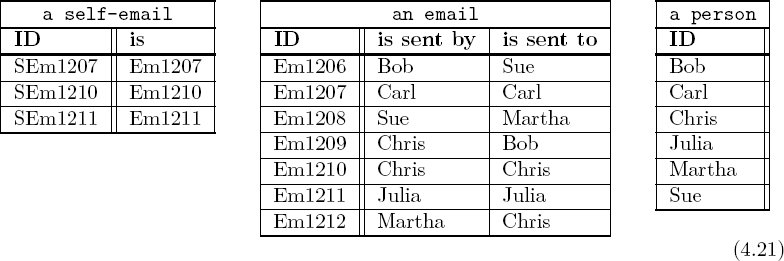 a self-email
ID is
SEm1207 Em1207
SEm1210 Em1210
SEm1211 Em1211
an email
ID is sent by is sent to
Em1206 Bob Sue
Em1207 Carl Carl
Em1208 Sue Martha
Em1209 Chris Bob
Em1210 Chris Chris
Em1211 Julia Julia
Em1212 Martha Chris
a person
ID
Bob
Carl
Chris
Julia
Martha
Sue
(4.21)